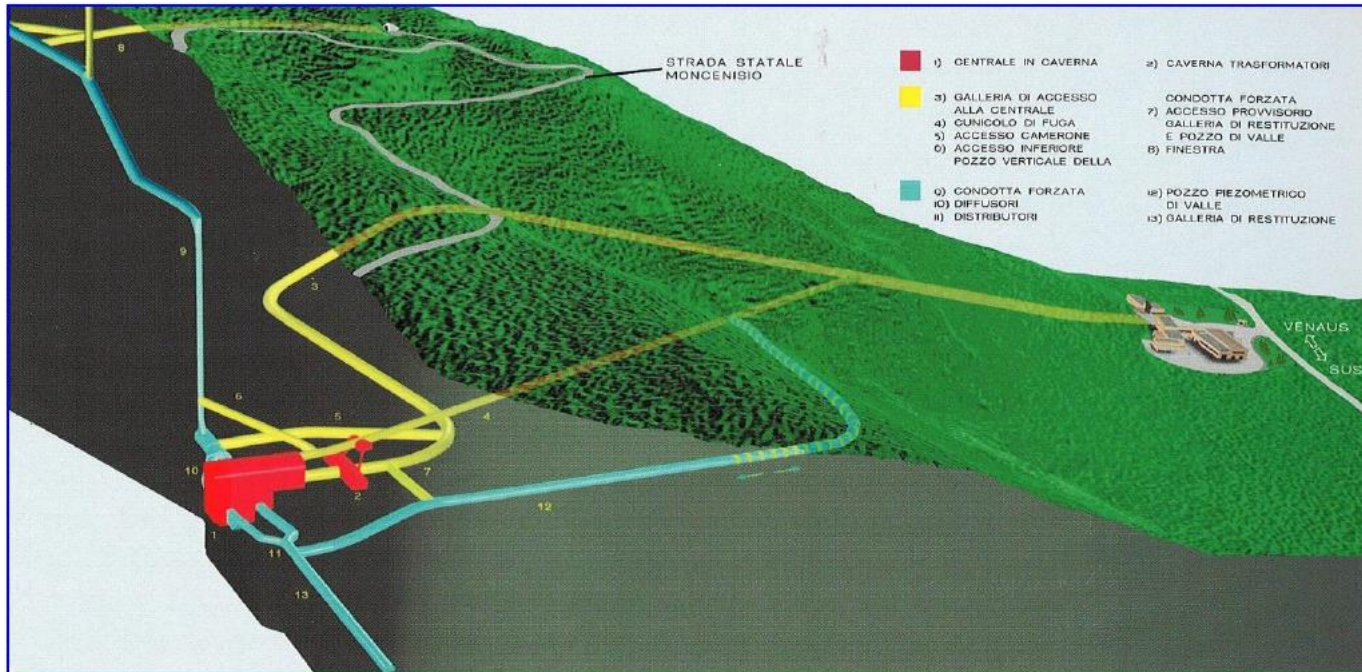 STRADA STATALE
MONCENISIO
1) CENTRALE IN CAVERNA
3) GALLERIA DI ACCESSO
ALLA CENTRALE
4) CUNICOLO DI FUGA
5) ACCESSO CAMERONE
6) ACCESSO INFERIORE
POZZO VERTICALE DELLA
9) CONDOTTA FORZATA
10) DIFFUSORI
11) DISTRIBUTORI
2) CAVERNA TRASFORMATORI
CONDOTTA FORZATA
7) ACCESSO PROVVISORIO
GALLERIA DI RESTITUZIONE
E POZZO DI VALLE
8) FINESTRA
12) POZZO PIEZOMETRICO
DI VALLE
13) GALLERIA DI RESTITUZIONE
8
9
3
VENAUS
SUS
6
5
4
10
7
2
12
1
11
13